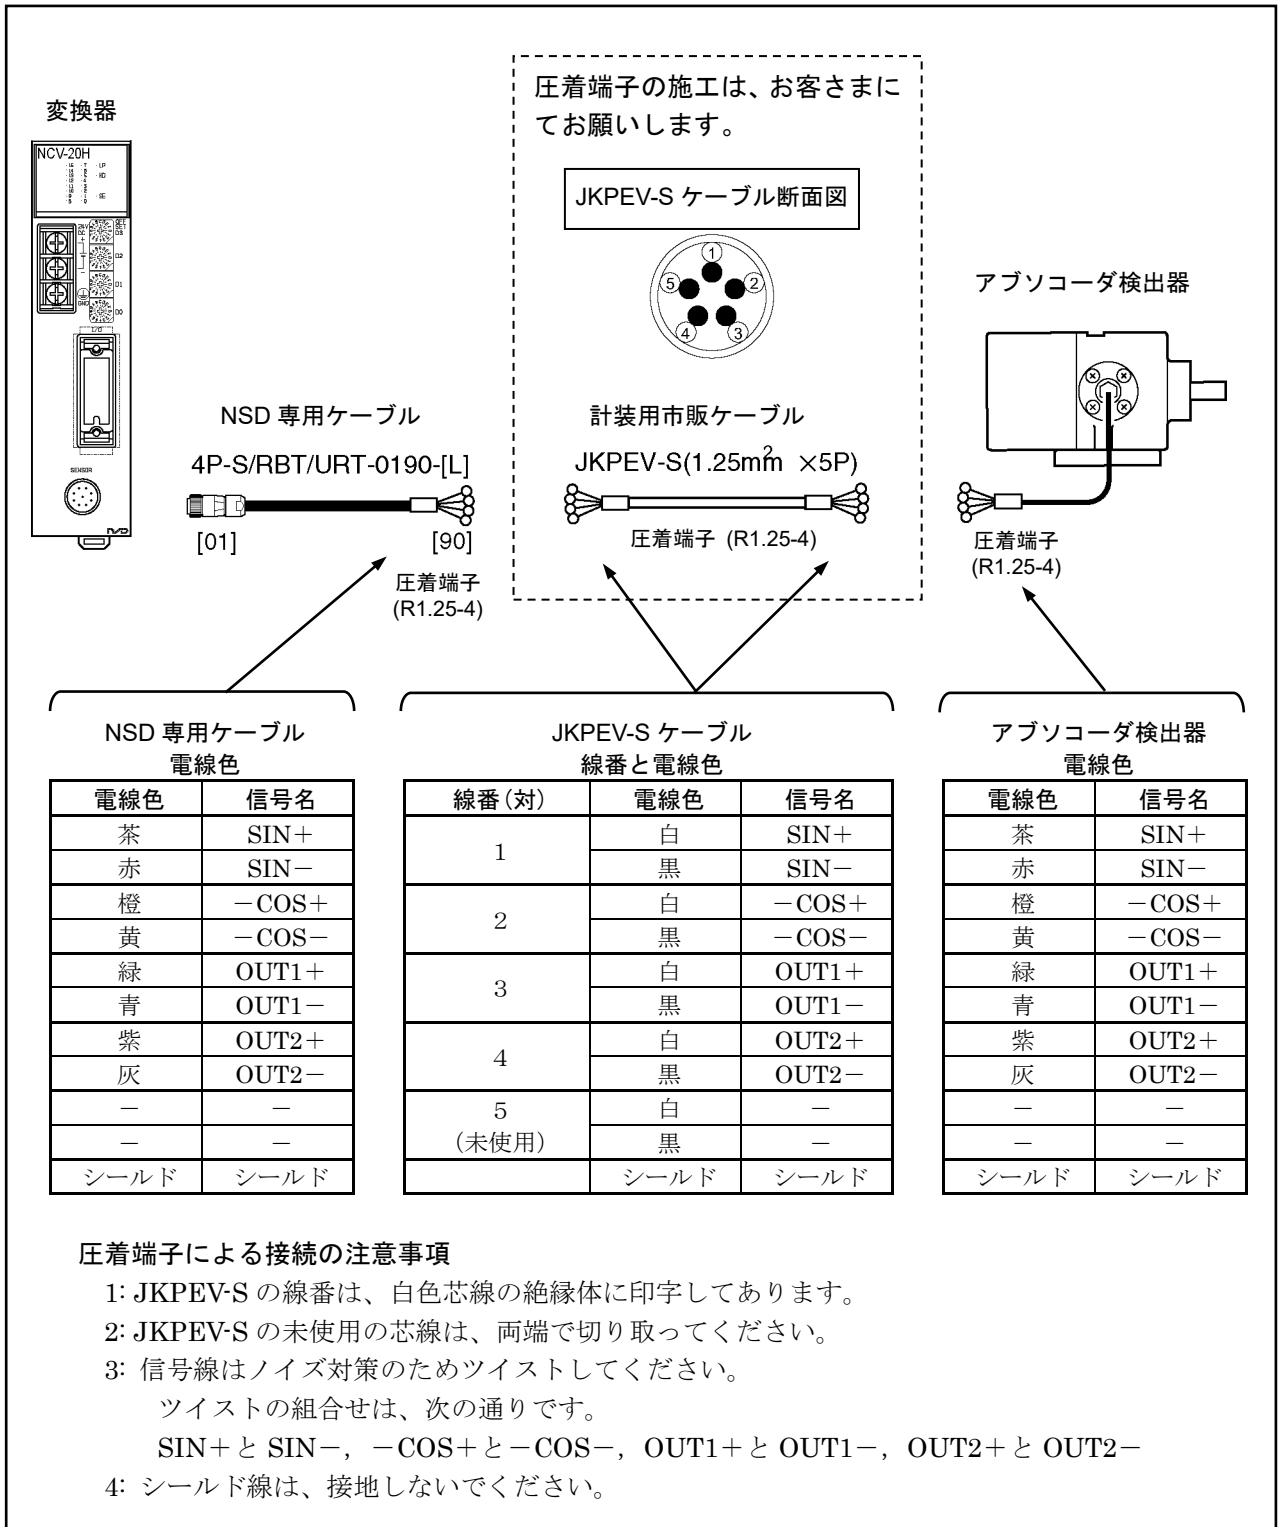 圧着端子の施工は、お客さまに
てお願いします。
変換器
NCV-20H
JKPEV-S ケーブル断面図
1
5
2
4
3
24V
DC
+
−
GND
OFF
SET
D3
D2
D1
D0
I/O
SENSOR
NSD
アブソコーダ検出器
NSD 専用ケーブル
4P-S/RBT/URT-0190-[L]
[01]
[90]
圧着端子
(R1.25-4)
計装用市販ケーブル
JKPEV-S(1.25mm2 ×5P)
圧着端子 (R1.25-4)
圧着端子
(R1.25-4)
NSD 専用ケーブル
電線色
電線色 信号名
茶 SIN+
赤 SIN−
橙 −COS+
黄 −COS−
緑 OUT1+
青 OUT1−
紫 OUT2+
灰 OUT2−
− −
− −
シールド シールド
JKPEV-S ケーブル
線番と電線色
線番(対) 電線色 信号名
1 白 SIN+
黒 SIN−
2 白 −COS+
黒 −COS−
3 白 OUT1+
黒 OUT1−
4 白 OUT2+
黒 OUT2−
5 白 −
(未使用) 黒 −
シールド シールド
アブソコーダ検出器
電線色
電線色 信号名
茶 SIN+
赤 SIN−
橙 −COS+
黄 −COS−
緑 OUT1+
青 OUT1−
紫 OUT2+
灰 OUT2−
− −
− −
シールド シールド
圧着端子による接続の注意事項
1: JKPEV-S の線番は、白色芯線の絶縁体に印字してあります。
2: JKPEV-S の未使用の芯線は、両端で切り取ってください。
3: 信号線はノイズ対策のためツイストしてください。
ツイストの組合せは、次の通りです。
SIN+と SIN−, −COS+と−COS−, OUT1+と OUT1−, OUT2+と OUT2−
4: シールド線は、接地しないでください。